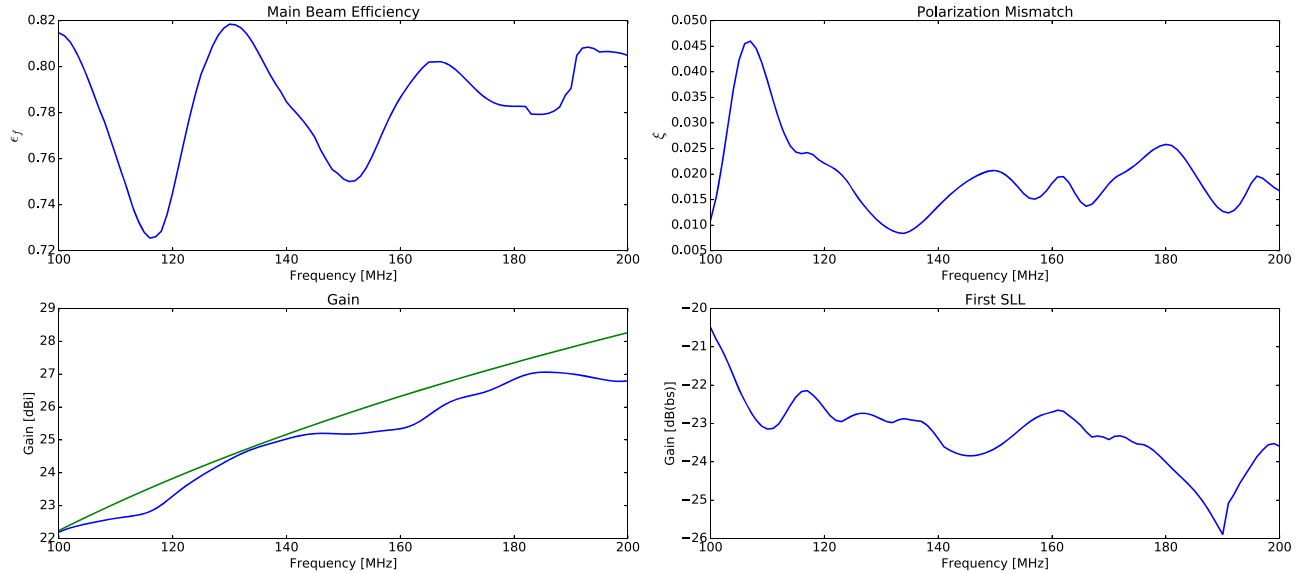 Main Beam Efficiency
0.82
0.80
0.78
0.76
0.74
0.72
ϵf
100 120 140 160 180 200
Frequency [MHz]
Polarization Mismatch
0.050
0.045
0.040
0.035
0.030
0.025
0.020
0.015
0.010
0.005
ξ
100 120 140 160 180 200
Frequency [MHz]
Gain
29
28
27
26
25
24
23
22
Gain [dBi]
100 120 140 160 180 200
Frequency [MHz]
First SLL
−20
−21
−22
−23
−24
−25
−26
Gain [dB(bs)]
100 120 140 160 180 200
Frequency [MHz]